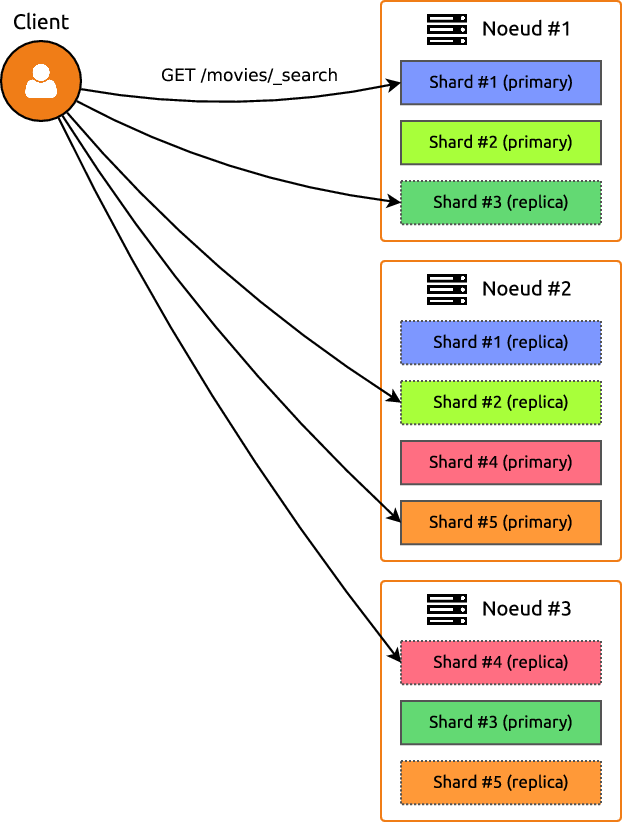 Client
Noeud #1
GET /movies/_search
Shard #1 (primary)
Shard #2 (primary)
Shard #3 (replica)
Noeud #2
Shard #1 (replica)
Shard #2 (replica)
Shard #4 (primary)
Shard #5 (primary)
Noeud #3
Shard #4 (replica)
Shard #3 (primary)
Shard #5 (replica)